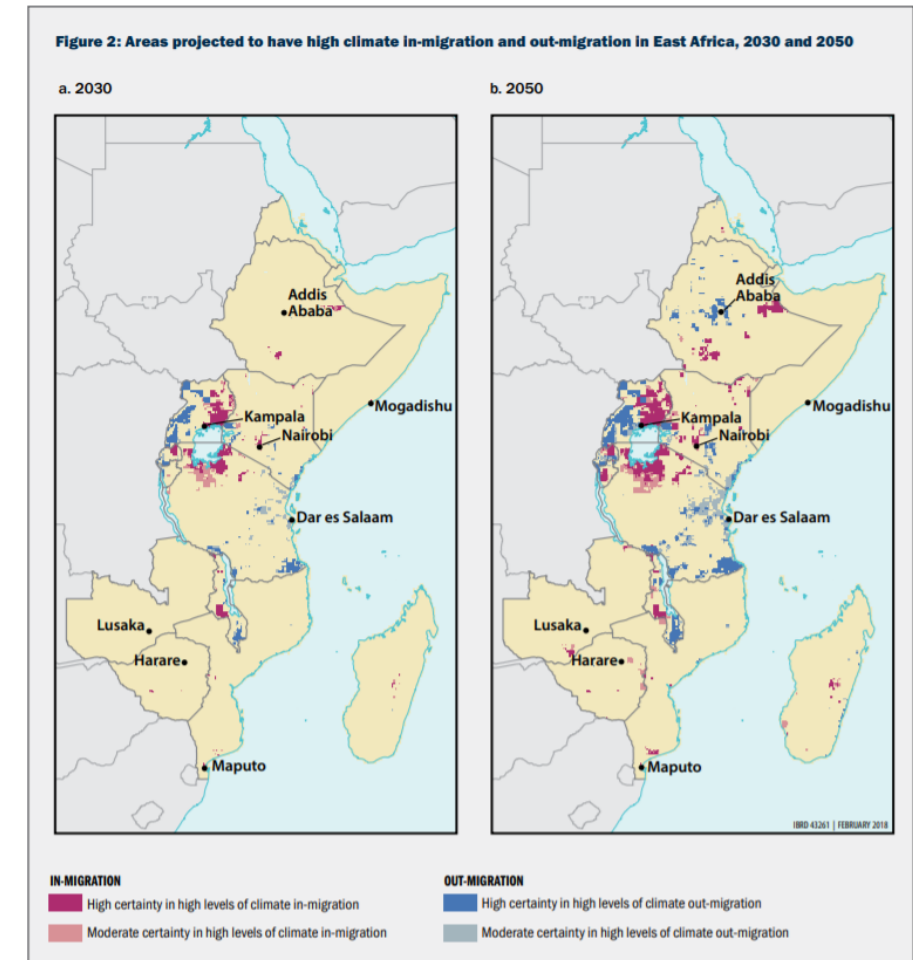 Figure 2: Areas projected to have high climate in-migration and out-migration in East Africa, 2030 and 2050
a. 2030
b. 2050
Addis
Ababa
Kampala
Nairobi
Mogadishu
Dar es Salaam
Lusaka
Harare
Maputo
Addis
Ababa
Kampala
Nairobi
Mogadishu
Dar es Salaam
Lusaka
Harare
Maputo
IBRD 43261 | FEBRUARY 2018
IN-MIGRATION
High certainty in high levels of climate in-migration
Moderate certainty in high levels of climate in-migration
OUT-MIGRATION
High certainty in high levels of climate out-migration
Moderate certainty in high levels of climate out-migration